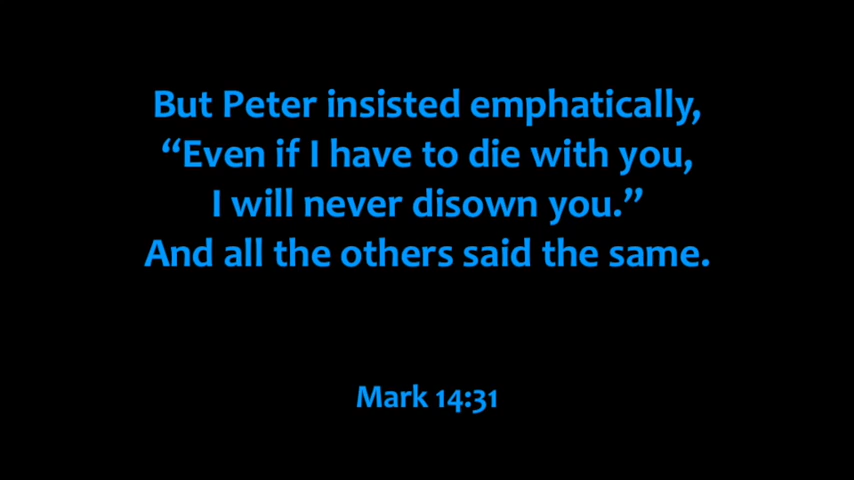 But Peter insisted emphatically,
“Even if I have to die with you,
I will never disown you.”
And all the others said the same.
Mark 14:31